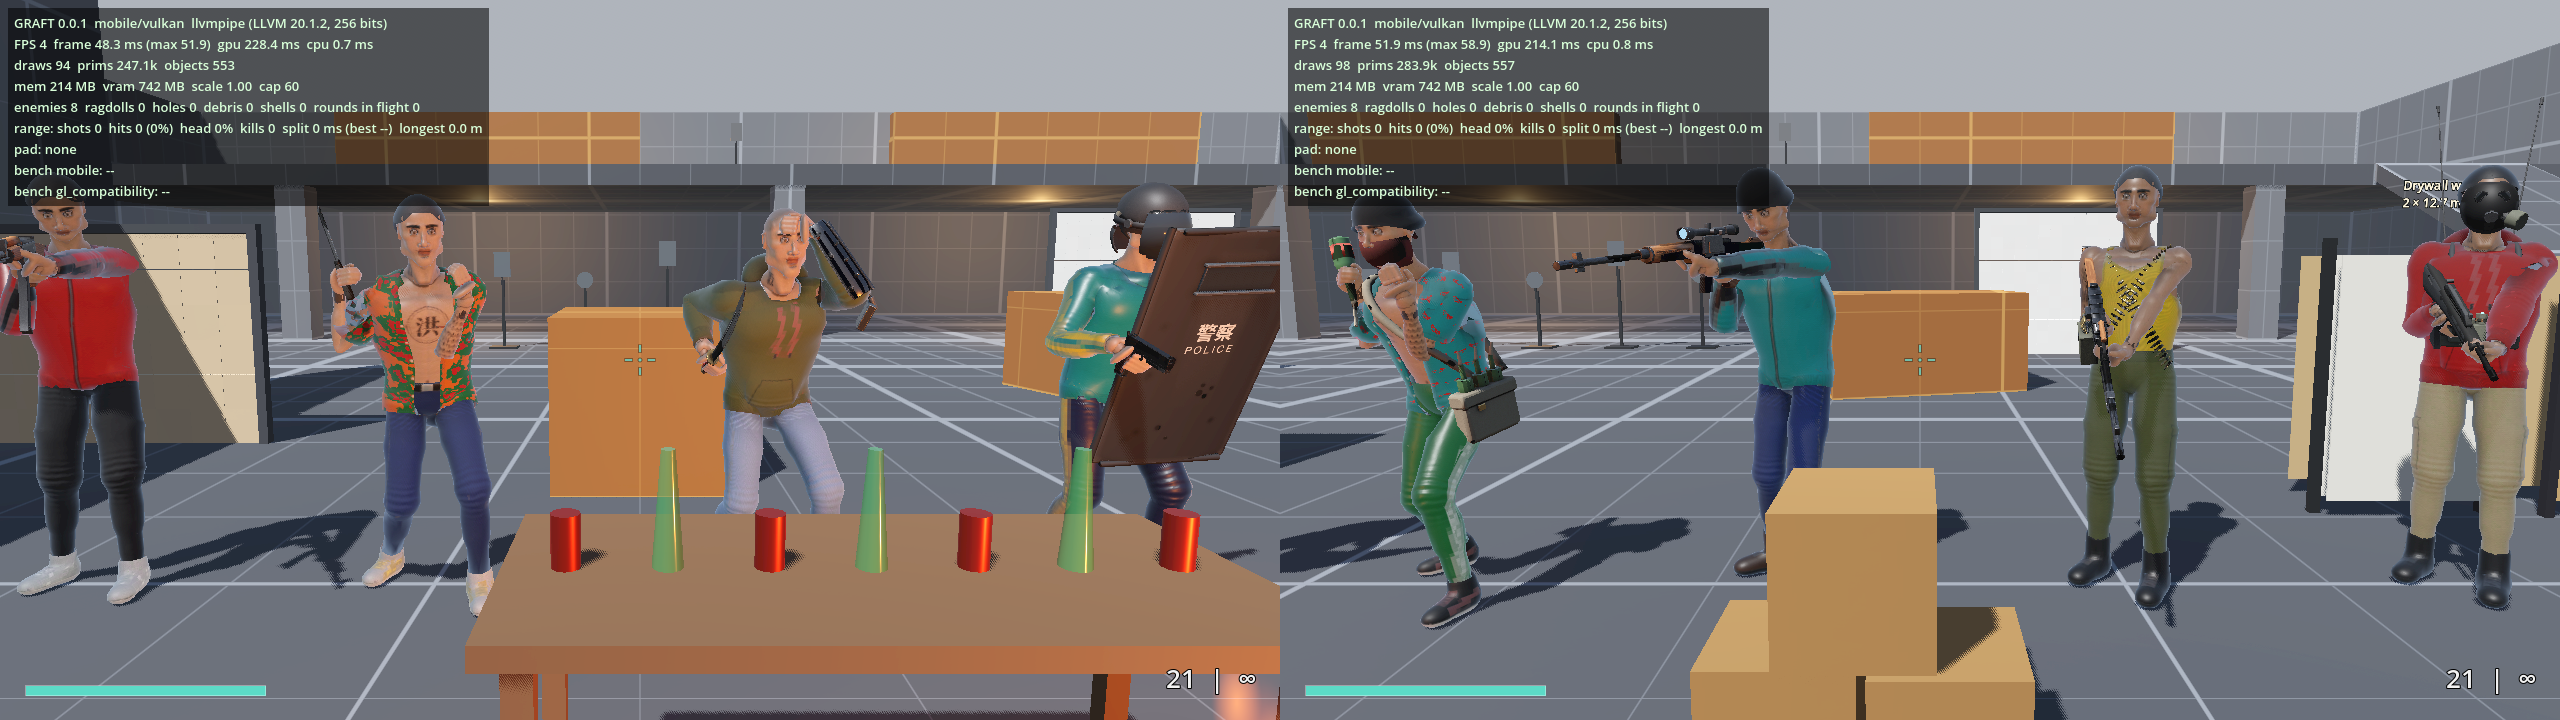 GRAFT 0.0.1 mobile/vulkan llvmpipe (LLVM 20.1.2, 256 bits)
FPS 4 frame 48.3 ms (max 51.9) gpu 228.4 ms cpu 0.7 ms
draws 94 prims 247.1k objects 553
mem 214 MB vram 742 MB scale 1.00 cap 60
enemies 8 ragdolls 0 holes 0 debris 0 shells 0 rounds in flight 0
range: shots 0 hits 0 (0%) head 0% kills 0 split 0 ms (best --) longest 0.0 m
pad: none
bench mobile: --
bench gl_compatibility: --
洪
警察
POLICE
21 | ∞
GRAFT 0.0.1 mobile/vulkan llvmpipe (LLVM 20.1.2, 256 bits)
FPS 4 frame 51.9 ms (max 58.9) gpu 214.1 ms cpu 0.8 ms
draws 98 prims 283.9k objects 557
mem 214 MB vram 742 MB scale 1.00 cap 60
enemies 8 ragdolls 0 holes 0 debris 0 shells 0 rounds in flight 0
range: shots 0 hits 0 (0%) head 0% kills 0 split 0 ms (best --) longest 0.0 m
pad: none
bench mobile: --
bench gl_compatibility: --
Drywall
2 × 12.7
21 | ∞